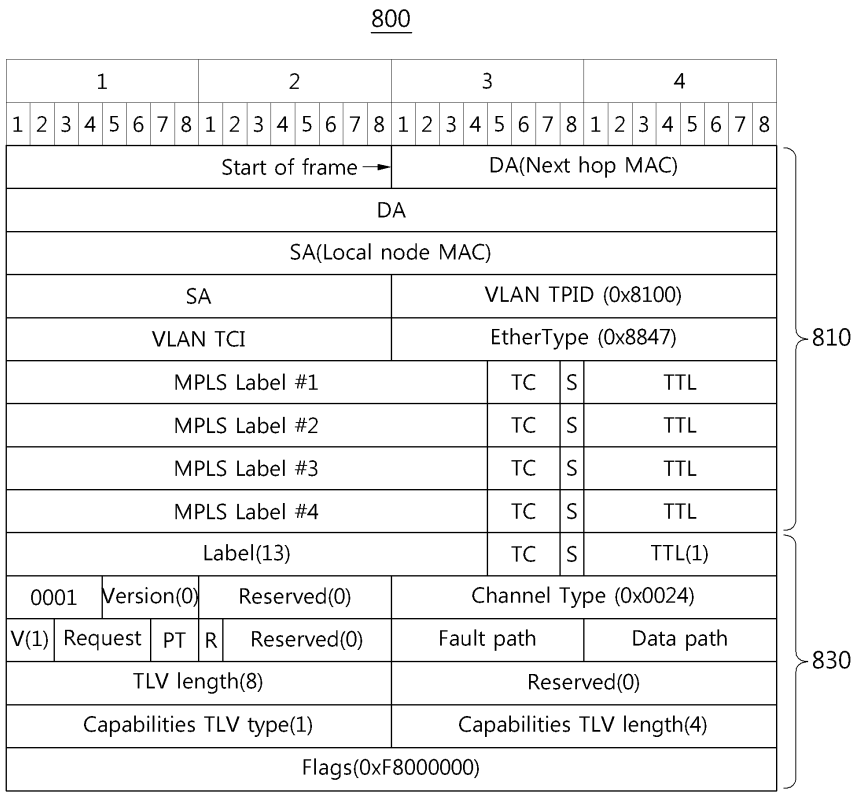 800
1 2 3 4
1 2 3 4 5 6 7 8 1 2 3 4 5 6 7 8 1 2 3 4 5 6 7 8 1 2 3 4 5 6 7 8
Start of frame DA(Next hop MAC)
DA
SA(Local node MAC)
SA VLAN TPID (0x8100)
VLAN TCI EtherType (0x8847)
810
MPLS Label #1 TC S TTL
MPLS Label #2 TC S TTL
MPLS Label #3 TC S TTL
MPLS Label #4 TC S TTL
Label(13) TC S TTL(1)
0001 Version(0) Reserved(0) Channel Type (0x0024)
V(1) Request PT R Reserved(0) Fault path Data path
830
TLV length(8) Reserved(0)
Capabilities TLV type(1) Capabilities TLV length(4)
Flags(0xF8000000)